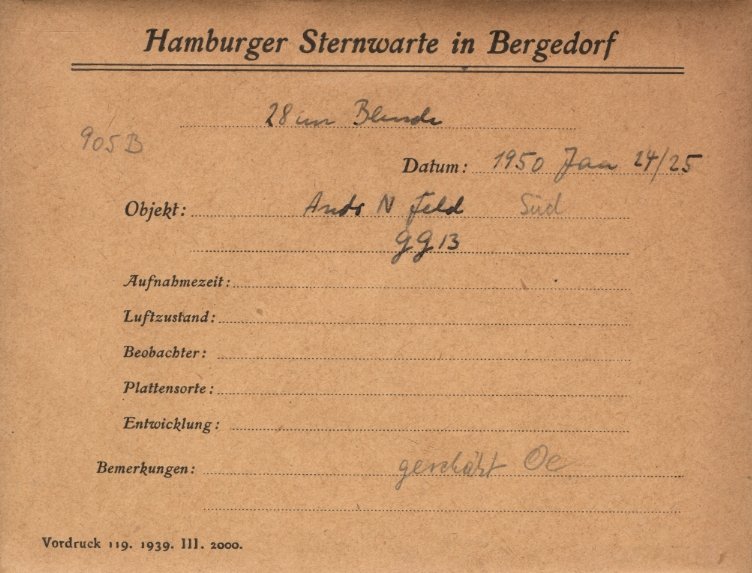 Hamburger Sternwarte in Bergedorf
28 cm Blende
905 B
Datum: 1950 Jan 24/25
Objekt: Andr N Feld Süd
GG 13
Aufnahmezeit:
Luftzustand:
Beobachter:
Plattensorte:
Entwicklung:
Bemerkungen: geschätzt Oe
Vordruck 119. 1939. III. 2000.